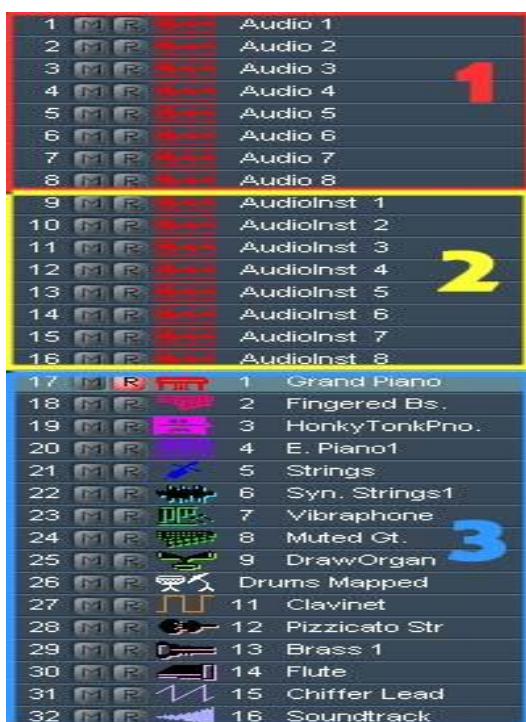 1 M R Audio 1
2 M R Audio 2
3 M R Audio 3
4 M R Audio 4
5 M R Audio 5
6 M R Audio 6
7 M R Audio 7
8 M R Audio 8
1
9 M R AudioInst 1
10 M R AudioInst 2
11 M R AudioInst 3
12 M R AudioInst 4
13 M R AudioInst 5
14 M R AudioInst 6
15 M R AudioInst 7
16 M R AudioInst 8
2
17 M R 1 Grand Piano
18 M R 2 Fingered Bs.
19 M R 3 HonkyTonkPno.
20 M R 4 E. Piano1
21 M R 5 Strings
22 M R 6 Syn. Strings1
23 M R 7 Vibraphone
24 M R 8 Muted Gt.
25 M R 9 DrawOrgan
26 M R Drums Mapped
27 M R 11 Clavinet
28 M R 12 Pizzicato Str
29 M R 13 Brass 1
30 M R 14 Flute
31 M R 15 Chiffer Lead
32 M R 16 Soundtrack
3